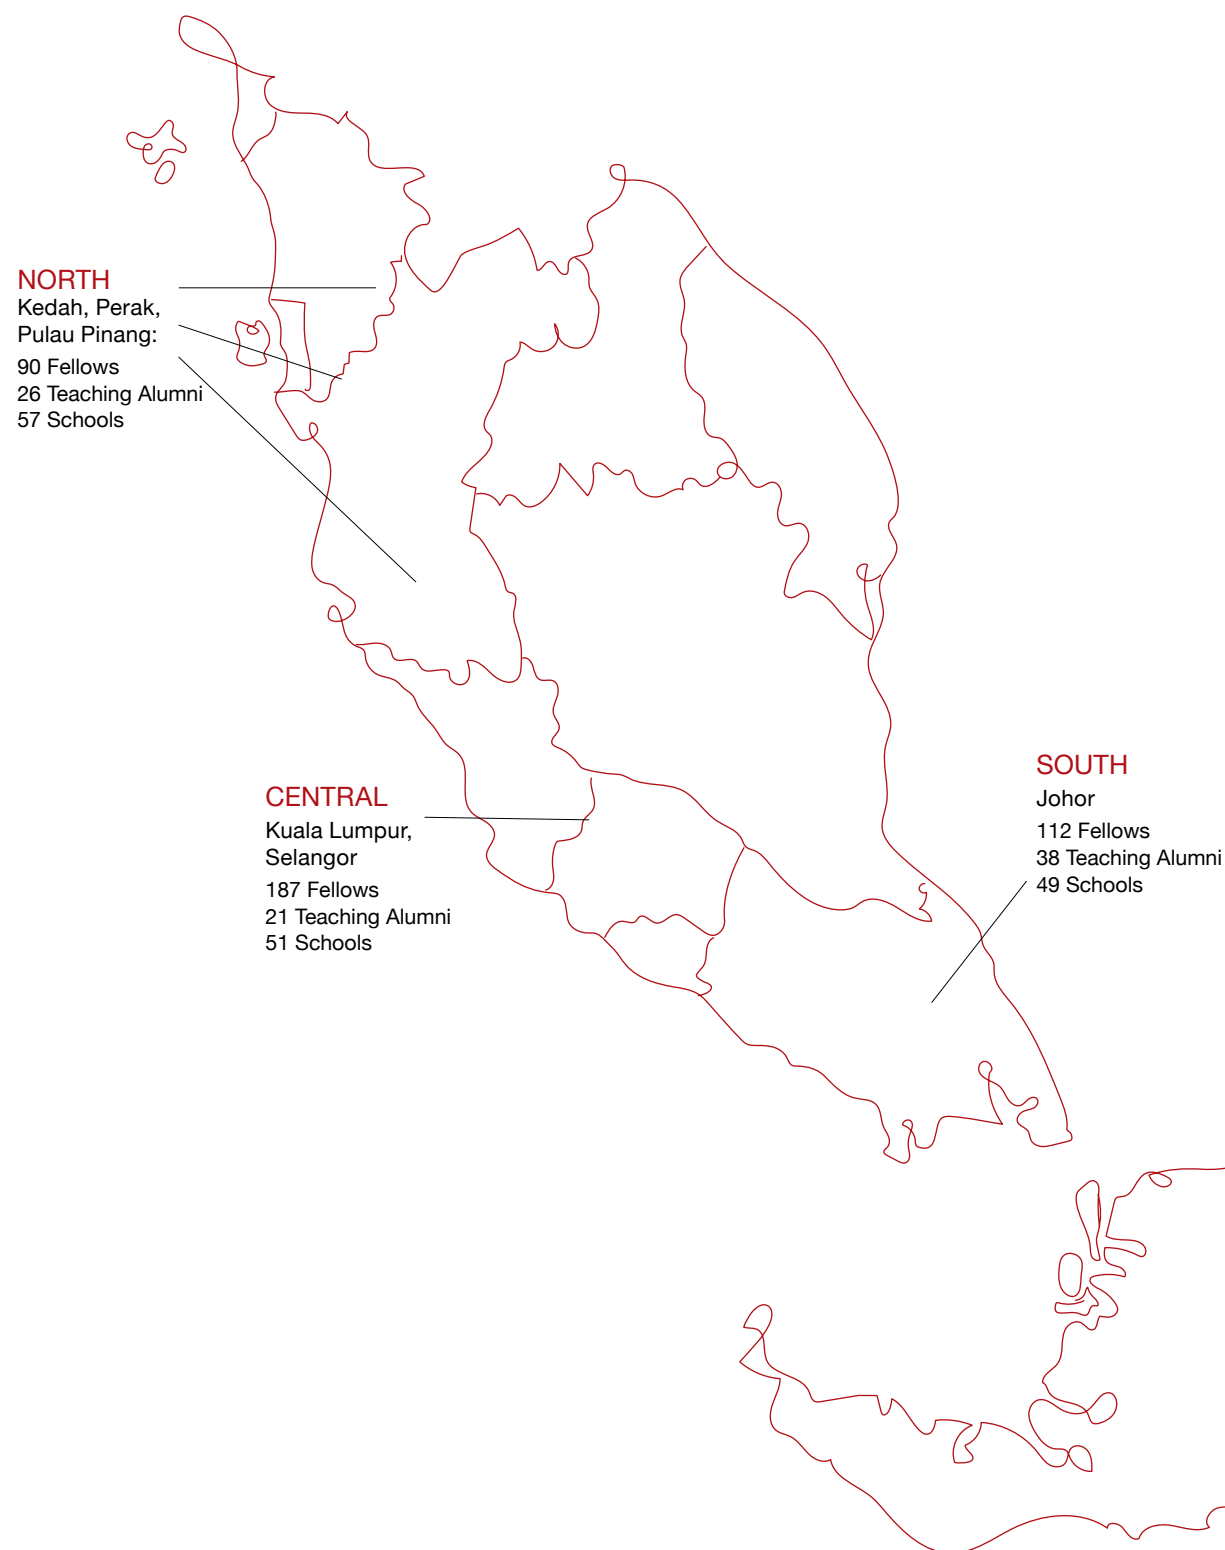 NORTH
Kedah, Perak,
Pulau Pinang:
90 Fellows
26 Teaching Alumni
57 Schools
CENTRAL
Kuala Lumpur,
Selangor
187 Fellows
21 Teaching Alumni
51 Schools
SOUTH
Johor
112 Fellows
38 Teaching Alumni
49 Schools